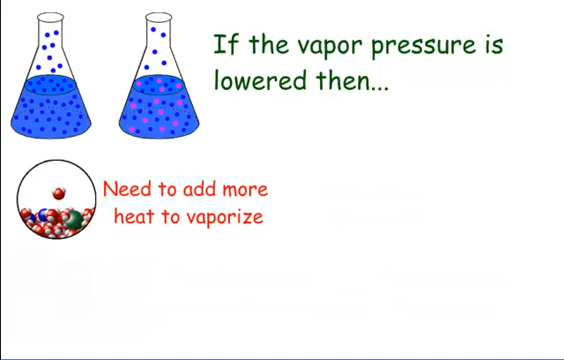 If the vapor pressure is
lowered then...
Need to add more
heat to vaporize